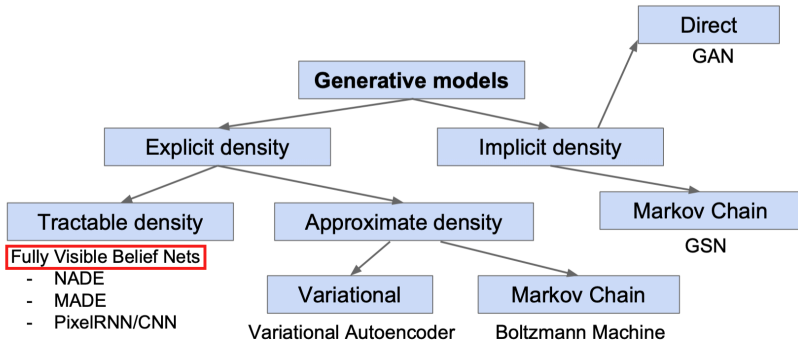 Direct
GAN
Generative models
Explicit density
Implicit density
Tractable density
Approximate density
Markov Chain
GSN
Fully Visible Belief Nets
- NADE
- MADE
- PixelRNN/CNN
Variational
Markov Chain
Variational Autoencoder
Boltzmann Machine